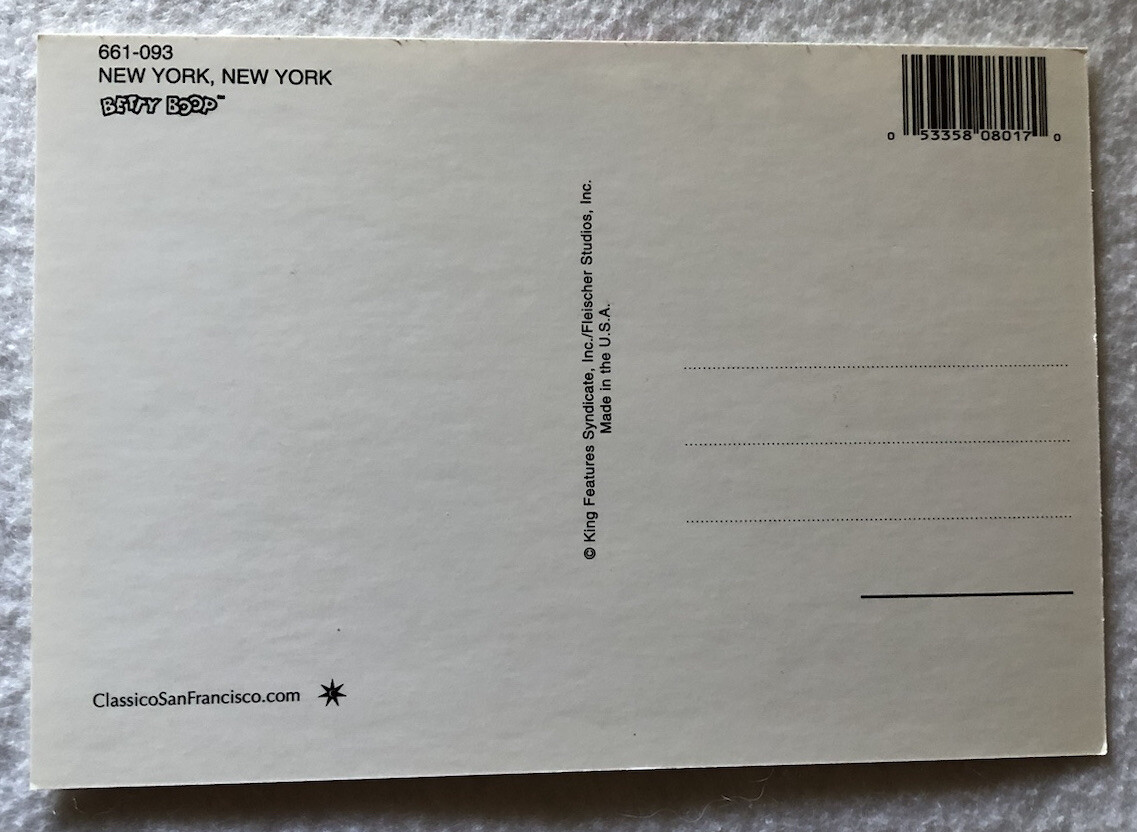 661-093
NEW YORK, NEW YORK
BETTY BOOP™
0 53358 08017 0
© King Features Syndicate, Inc./Fleischer Studios, Inc.
Made in the U.S.A.
ClassicoSanFrancisco.com